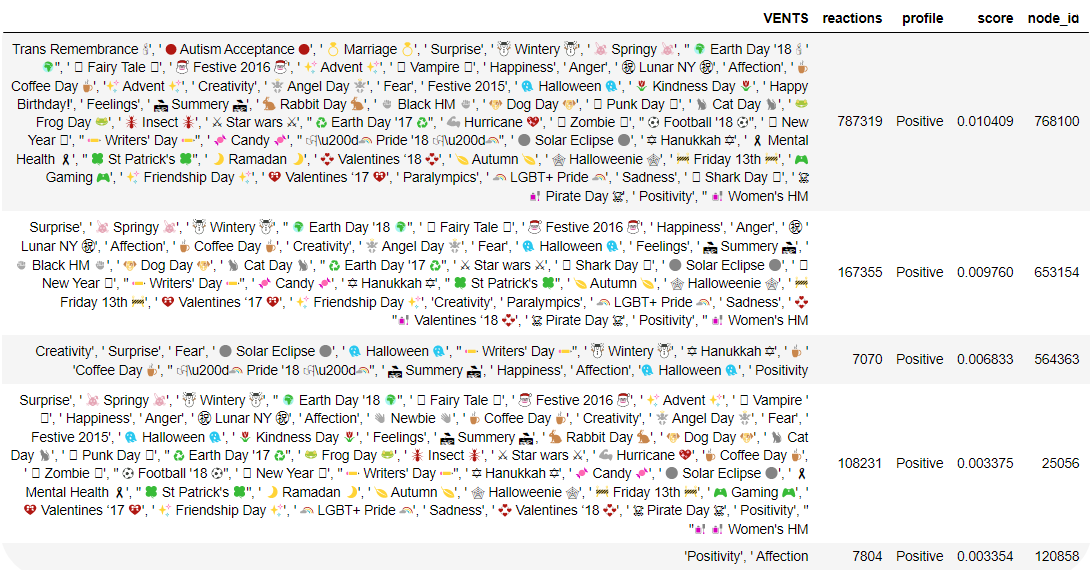 VENTS reactions profile score node_id
Trans Remembrance 🕯', ' 🔴 Autism Acceptance 🔴', ' 💍 Marriage 💍', ' Surprise', ' ☃ Wintery ☃', ' 🐰 Springy 🐰', " 🌍 Earth Day '18 🕯 '
🌍", ' ▯ Fairy Tale ▯', ' 🎅 Festive 2016 🎅', ' ✨ Advent ✨', ' ▯ Vampire ▯', ' Happiness', ' Anger', ' ㊗ Lunar NY ㊗', ' Affection', ' ☕
Coffee Day ☕', ' ✨ Advent ✨', ' Creativity', ' 👼 Angel Day 👼', ' Fear', ' Festive 2015', ' 👻 Halloween 👻', ' 🌷 Kindness Day 🌷', ' Happy
Birthday!', ' Feelings', ' 🏖 Summery 🏖', ' 🐇 Rabbit Day 🐇', ' ✊ Black HM ✊', ' 🐶 Dog Day 🐶', ' ▯ Punk Day ▯', ' 🐈 Cat Day 🐈', ' 🐸
Frog Day 🐸', ' 🐞 Insect 🐞', ' ⚔ Star wars ⚔', " ♻ Earth Day '17 ♻", ' 💪 Hurricane 💖', ' ▯ Zombie ▯', " ⚽ Football '18 ⚽", ' ▯ New
787319 Positive 0.010409 768100
Year ▯', " ✏ Writers' Day ✏", ' 🍬 Candy 🍬', " 🏳\u200d🌈 Pride '18 🏳\u200d🌈", ' 🌑 Solar Eclipse 🌑', ' ✡ Hanukkah ✡', ' 🎗 Mental
Health 🎗', " 🍀 St Patrick's 🍀", ' 🌙 Ramadan 🌙', ' 💞 Valentines ‘18 💞', ' 🍂 Autumn 🍂', ' 🕸 Halloweenie 🕸', ' 🚧 Friday 13th 🚧', ' 🎮
Gaming 🎮', ' ✨ Friendship Day ✨', ' 💖 Valentines ‘17 💖', ' Paralympics', ' 🌈 LGBT+ Pride 🌈', ' Sadness', ' ▯ Shark Day ▯', ' ☠
🚺 Pirate Day ☠', ' Positivity', " 🚺 Women's HM
Surprise', ' 🐰 Springy 🐰', ' ☃ Wintery ☃', " 🌍 Earth Day '18 🌍", ' ▯ Fairy Tale ▯', ' 🎅 Festive 2016 🎅', ' Happiness', ' Anger', ' ㊗ '
Lunar NY ㊗', ' Affection', ' ☕ Coffee Day ☕', ' Creativity', ' 👼 Angel Day 👼', ' Fear', ' 👻 Halloween 👻', ' Feelings', ' 🏖 Summery 🏖', '
✊ Black HM ✊', ' 🐶 Dog Day 🐶', ' 🐈 Cat Day 🐈', " ♻ Earth Day '17 ♻", ' ⚔ Star wars ⚔', ' ▯ Shark Day ▯', ' 🌑 Solar Eclipse 🌑', ' ▯
167355 Positive 0.009760 653154
New Year ▯', " ✏ Writers' Day ✏", ' 🍬 Candy 🍬', ' ✡ Hanukkah ✡', " 🍀 St Patrick's 🍀", ' 🍂 Autumn 🍂', ' 🕸 Halloweenie 🕸', ' 🚧
Friday 13th 🚧', ' 💖 Valentines ‘17 💖', ' ✨ Friendship Day ✨', 'Creativity', ' Paralympics', ' 🌈 LGBT+ Pride 🌈', ' Sadness', ' 💞
"🚺 Valentines ‘18 💞', ' ☠ Pirate Day ☠', ' Positivity', " 🚺 Women's HM
Creativity', ' Surprise', ' Fear', ' 🌑 Solar Eclipse 🌑', ' 👻 Halloween 👻', " ✏ Writers' Day ✏", ' ☃ Wintery ☃', ' ✡ Hanukkah ✡', ' ☕ '
'Coffee Day ☕', " 🏳\u200d🌈 Pride '18 🏳\u200d🌈", ' 🏖 Summery 🏖', ' Happiness', ' Affection', '👻 Halloween 👻', ' Positivity
7070 Positive 0.006833 564363
Surprise', ' 🐰 Springy 🐰', ' ☃ Wintery ☃', " 🌍 Earth Day '18 🌍", ' ▯ Fairy Tale ▯', ' 🎅 Festive 2016 🎅', ' ✨ Advent ✨', ' ▯ Vampire '
▯', ' Happiness', ' Anger', ' ㊗ Lunar NY ㊗', ' Affection', ' 👋 Newbie 👋', ' ☕ Coffee Day ☕', ' Creativity', ' 👼 Angel Day 👼', ' Fear', '
Festive 2015', ' 👻 Halloween 👻', ' 🌷 Kindness Day 🌷', ' Feelings', ' 🏖 Summery 🏖', ' 🐇 Rabbit Day 🐇', ' 🐶 Dog Day 🐶', ' 🐈 Cat
Day 🐈', ' ▯ Punk Day ▯', " ♻ Earth Day '17 ♻", ' 🐸 Frog Day 🐸', ' 🐞 Insect 🐞', ' ⚔ Star wars ⚔', ' 💪 Hurricane 💖', ' ☕ Coffee Day ☕',
' ▯ Zombie ▯', " ⚽ Football '18 ⚽", ' ▯ New Year ▯', " ✏ Writers' Day ✏", ' ✡ Hanukkah ✡', ' 🍬 Candy 🍬', ' 🌑 Solar Eclipse 🌑', ' 🎗
108231 Positive 0.003375 25056
Mental Health 🎗', " 🍀 St Patrick's 🍀", ' 🌙 Ramadan 🌙', ' 🍂 Autumn 🍂', ' 🕸 Halloweenie 🕸', ' 🚧 Friday 13th 🚧', ' 🎮 Gaming 🎮', '
💖 Valentines ‘17 💖', ' ✨ Friendship Day ✨', ' 🌈 LGBT+ Pride 🌈', ' Sadness', ' 💞 Valentines ‘18 💞', ' ☠ Pirate Day ☠', ' Positivity', "
"🚺 🚺 Women's HM
'Positivity', ' Affection 7804 Positive 0.003354 120858